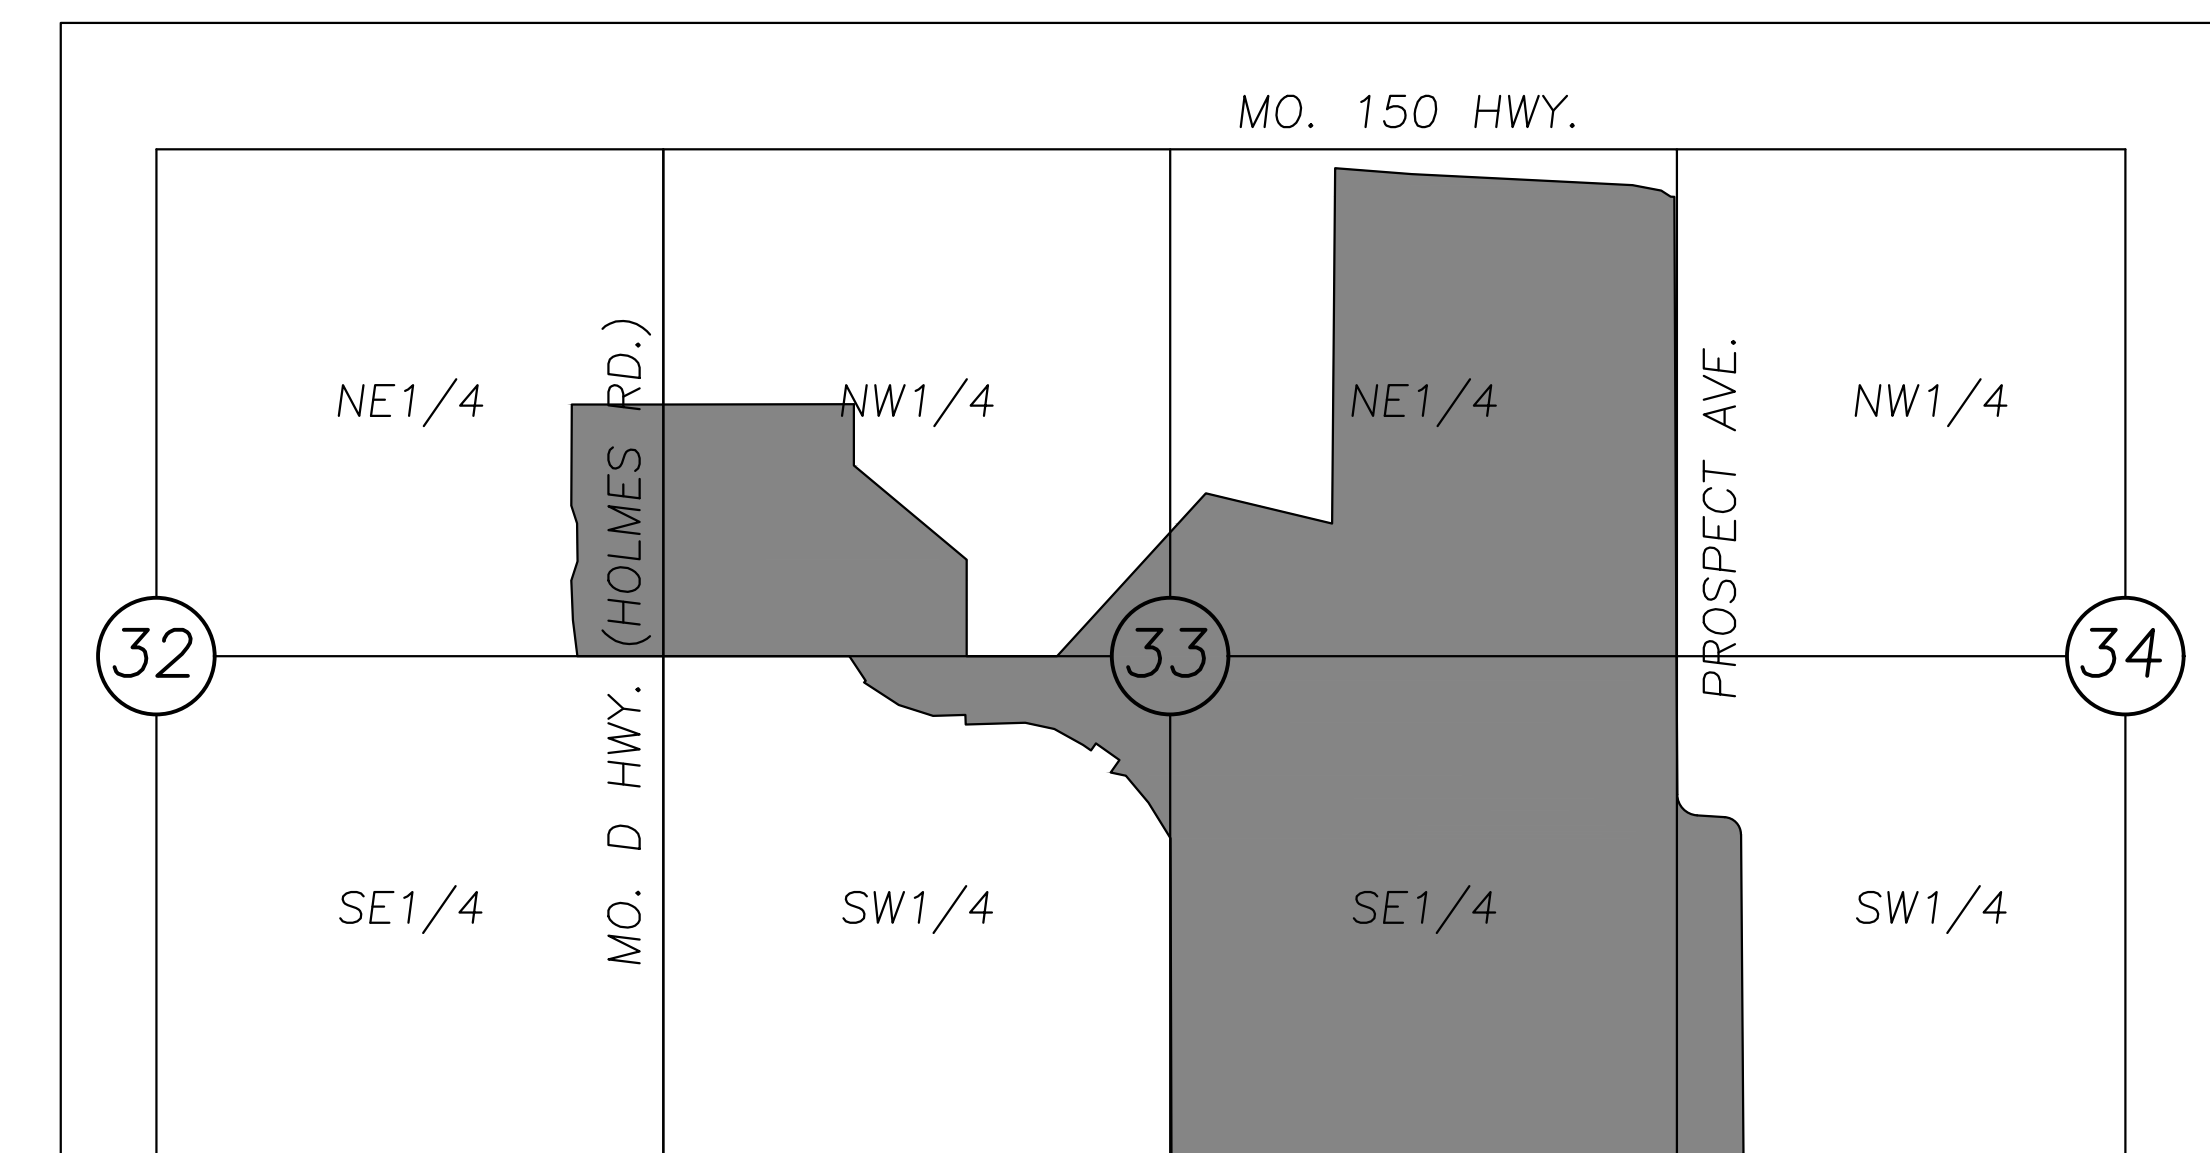 MO. 150 HWY.
NE1/4
NW1/4
NE1/4
NW1/4
MO. D HWY. (HOLMES RD.)
PROSPECT AVE.
32
33
34
SE1/4
SW1/4
SE1/4
SW1/4